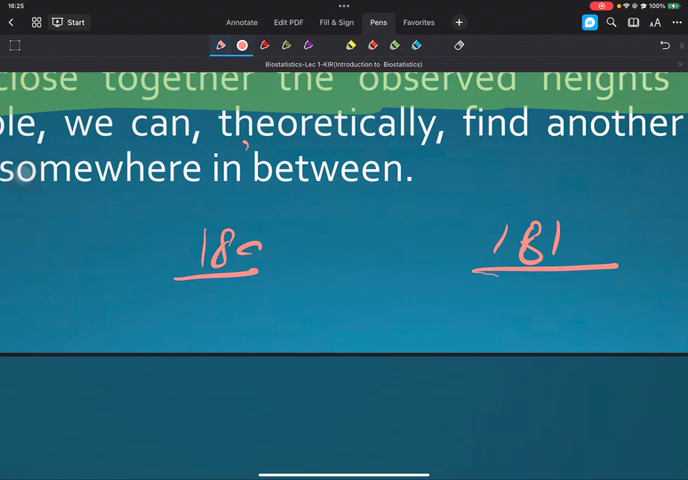 16:25
100%
Start
Annotate Edit PDF Fill & Sign Pens Favorites
Biostatistics-Lec 1-KIR(Introduction to Biostatistics)
close together the observed heights
ole, we can, theoretically, find another
somewhere in between.
180 181